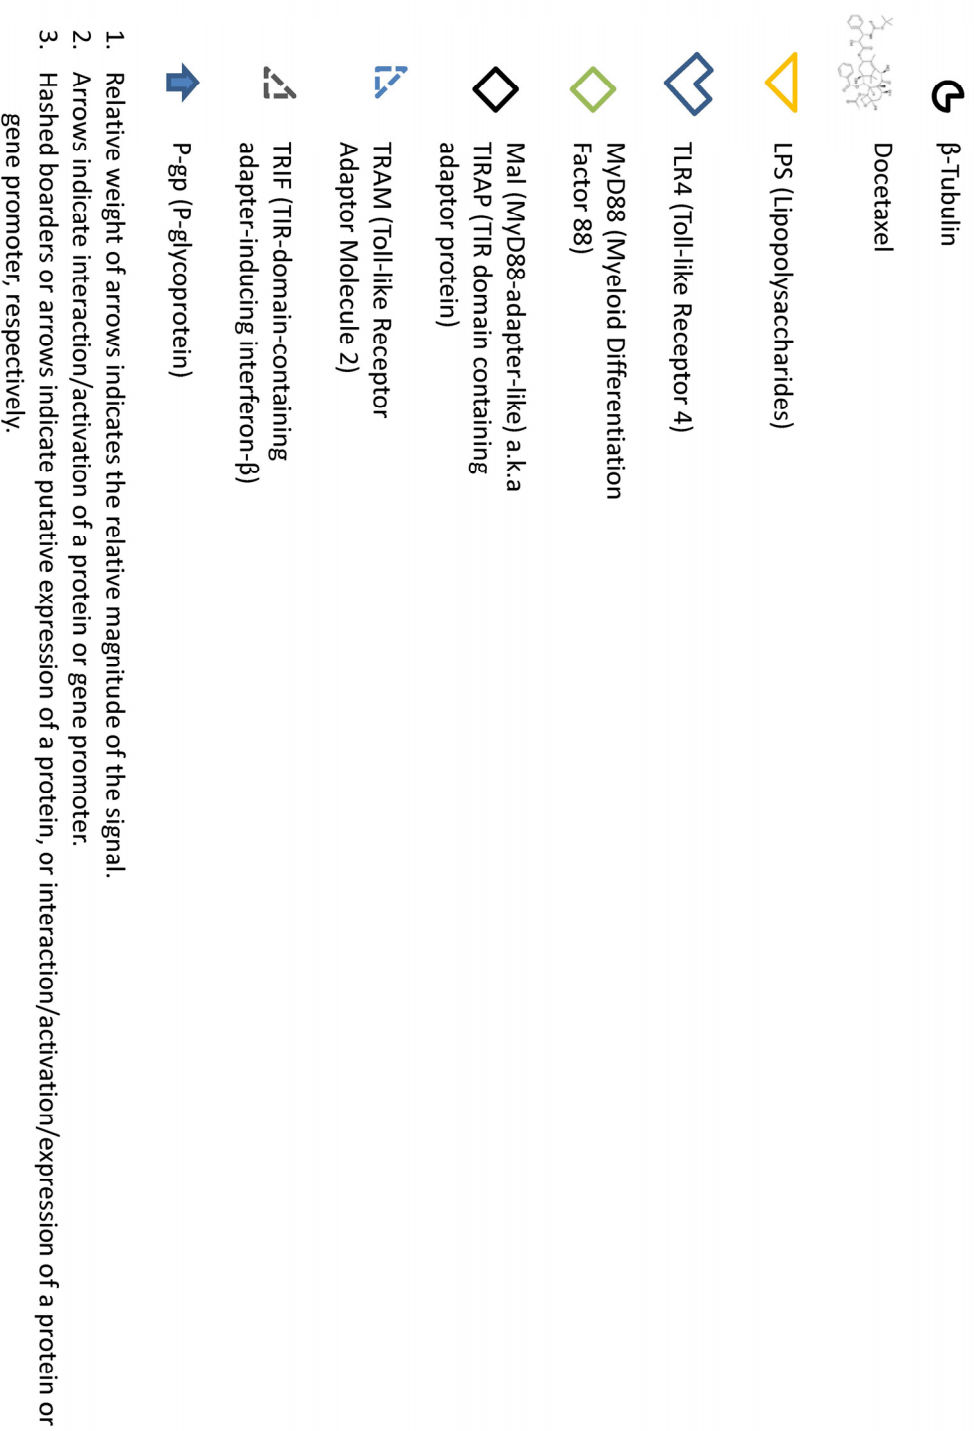 β-Tubulin
Docetaxel
LPS (Lipopolysaccharides)
TLR4 (Toll-like Receptor 4)
MyD88 (Myeloid Differentiation
Factor 88)
Mal (MyD88-adapter-like) a.k.a
TIRAP (TIR domain containing
adaptor protein)
TRAM (Toll-like Receptor
Adaptor Molecule 2)
TRIF (TIR-domain-containing
adapter-inducing interferon-β)
P-gp (P-glycoprotein)
1. Relative weight of arrows indicates the relative magnitude of the signal.
2. Arrows indicate interaction/activation of a protein or gene promoter.
3. Hashed boarders or arrows indicate putative expression of a protein, or interaction/activation/expression of a protein or
gene promoter, respectively.